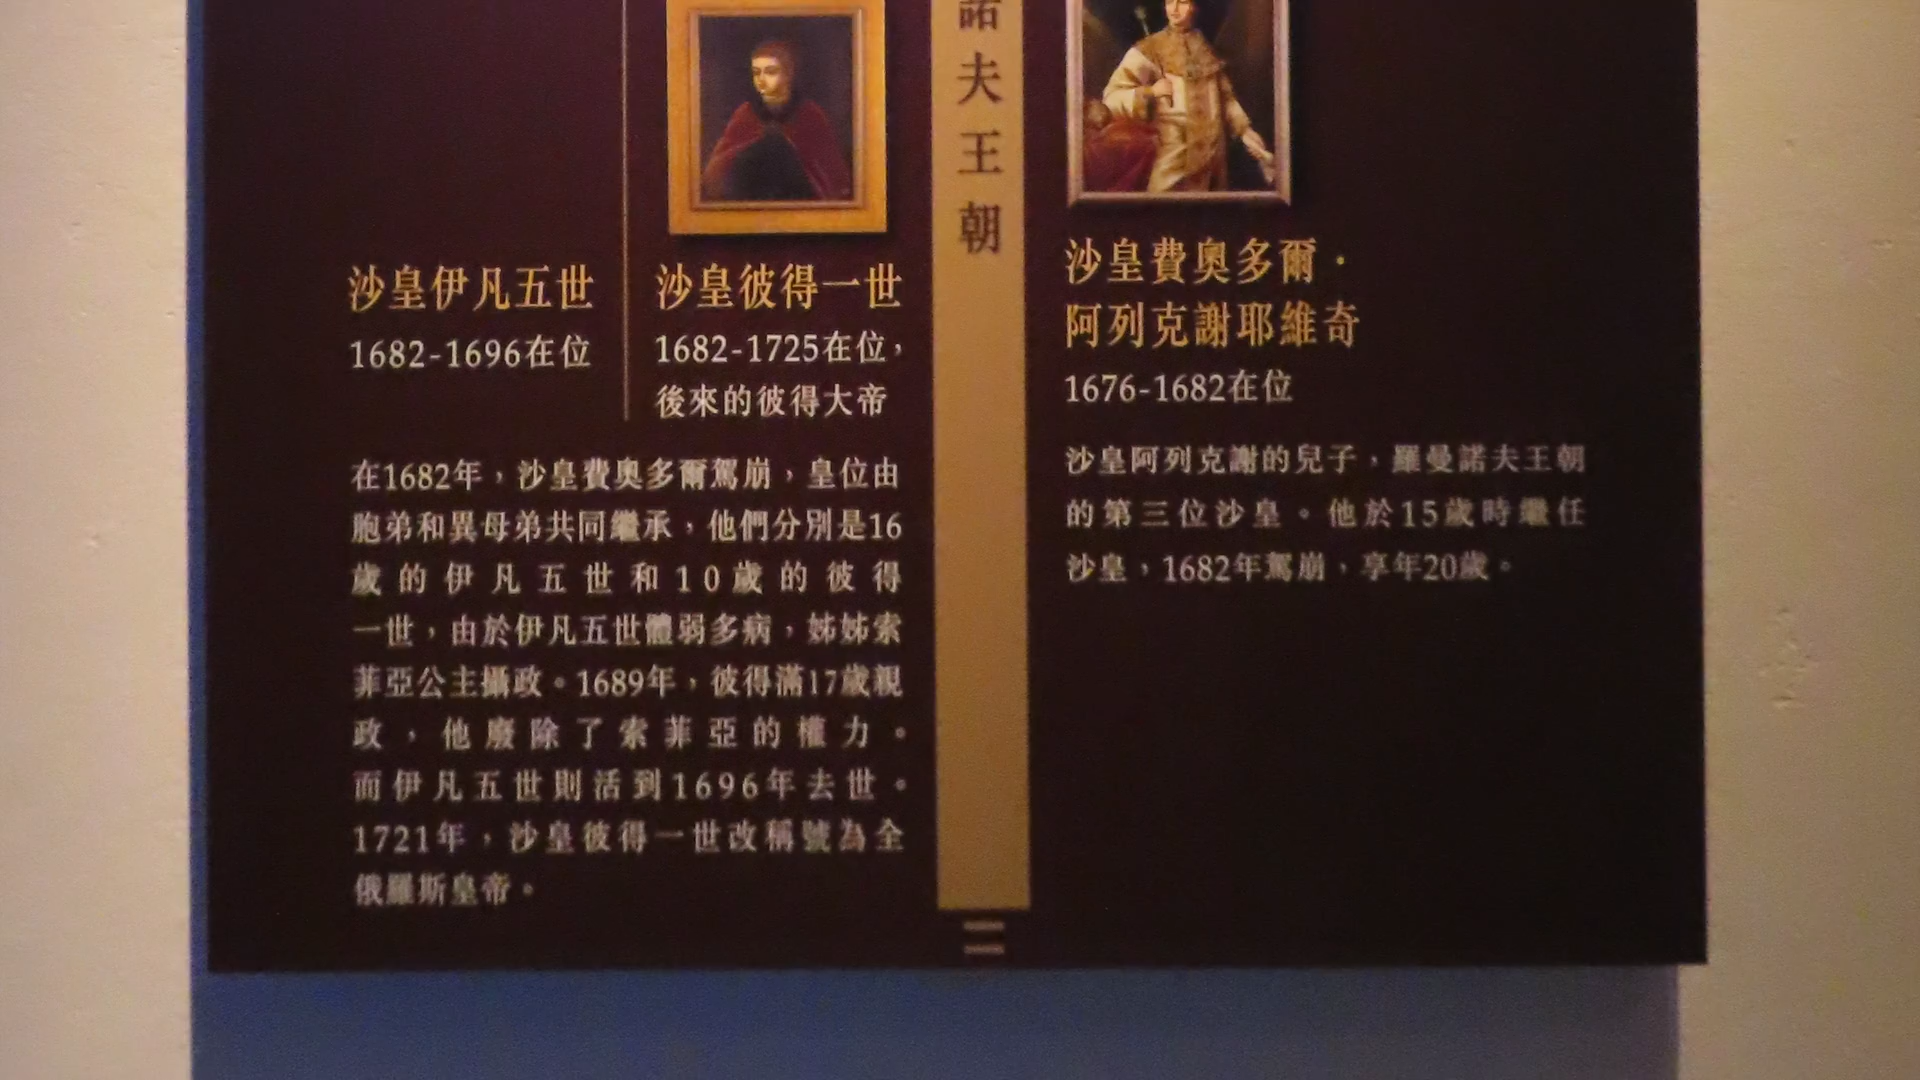 沙皇伊凡五世
1682-1696在位
沙皇彼得一世
1682-1725在位，
後來的彼得大帝
在1682年，沙皇費奧多爾駕崩，皇位由
胞弟和異母弟共同繼承，他們分別是16
歲的伊凡五世和10歲的彼得
一世，由於伊凡五世體弱多病，姊姊索
菲亞公主攝政。1689年，彼得滿17歲親
政，他廢除了索菲亞的權力。
而伊凡五世則活到1696年去世。
1721年，沙皇彼得一世改稱號為全
俄羅斯皇帝。
諾夫王朝
沙皇費奧多爾·
阿列克謝耶維奇
1676-1682在位
沙皇阿列克謝的兒子，羅曼諾夫王朝
的第三位沙皇。他於15歲時繼任
沙皇，1682年駕崩，享年20歲。